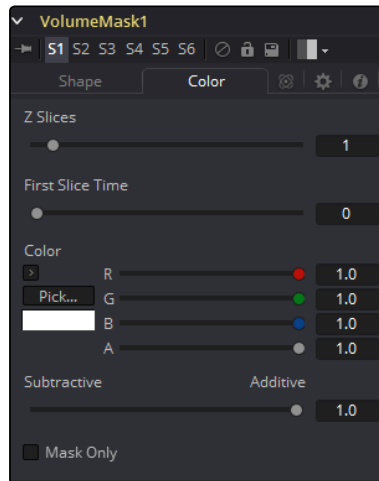 VolumeMask1
S1 S2 S3 S4 S5 S6
Shape Color
Z Slices
1
First Slice Time
0
Color
R 1.0
Pick... G 1.0
B 1.0
A 1.0
Subtractive Additive
1.0
Mask Only